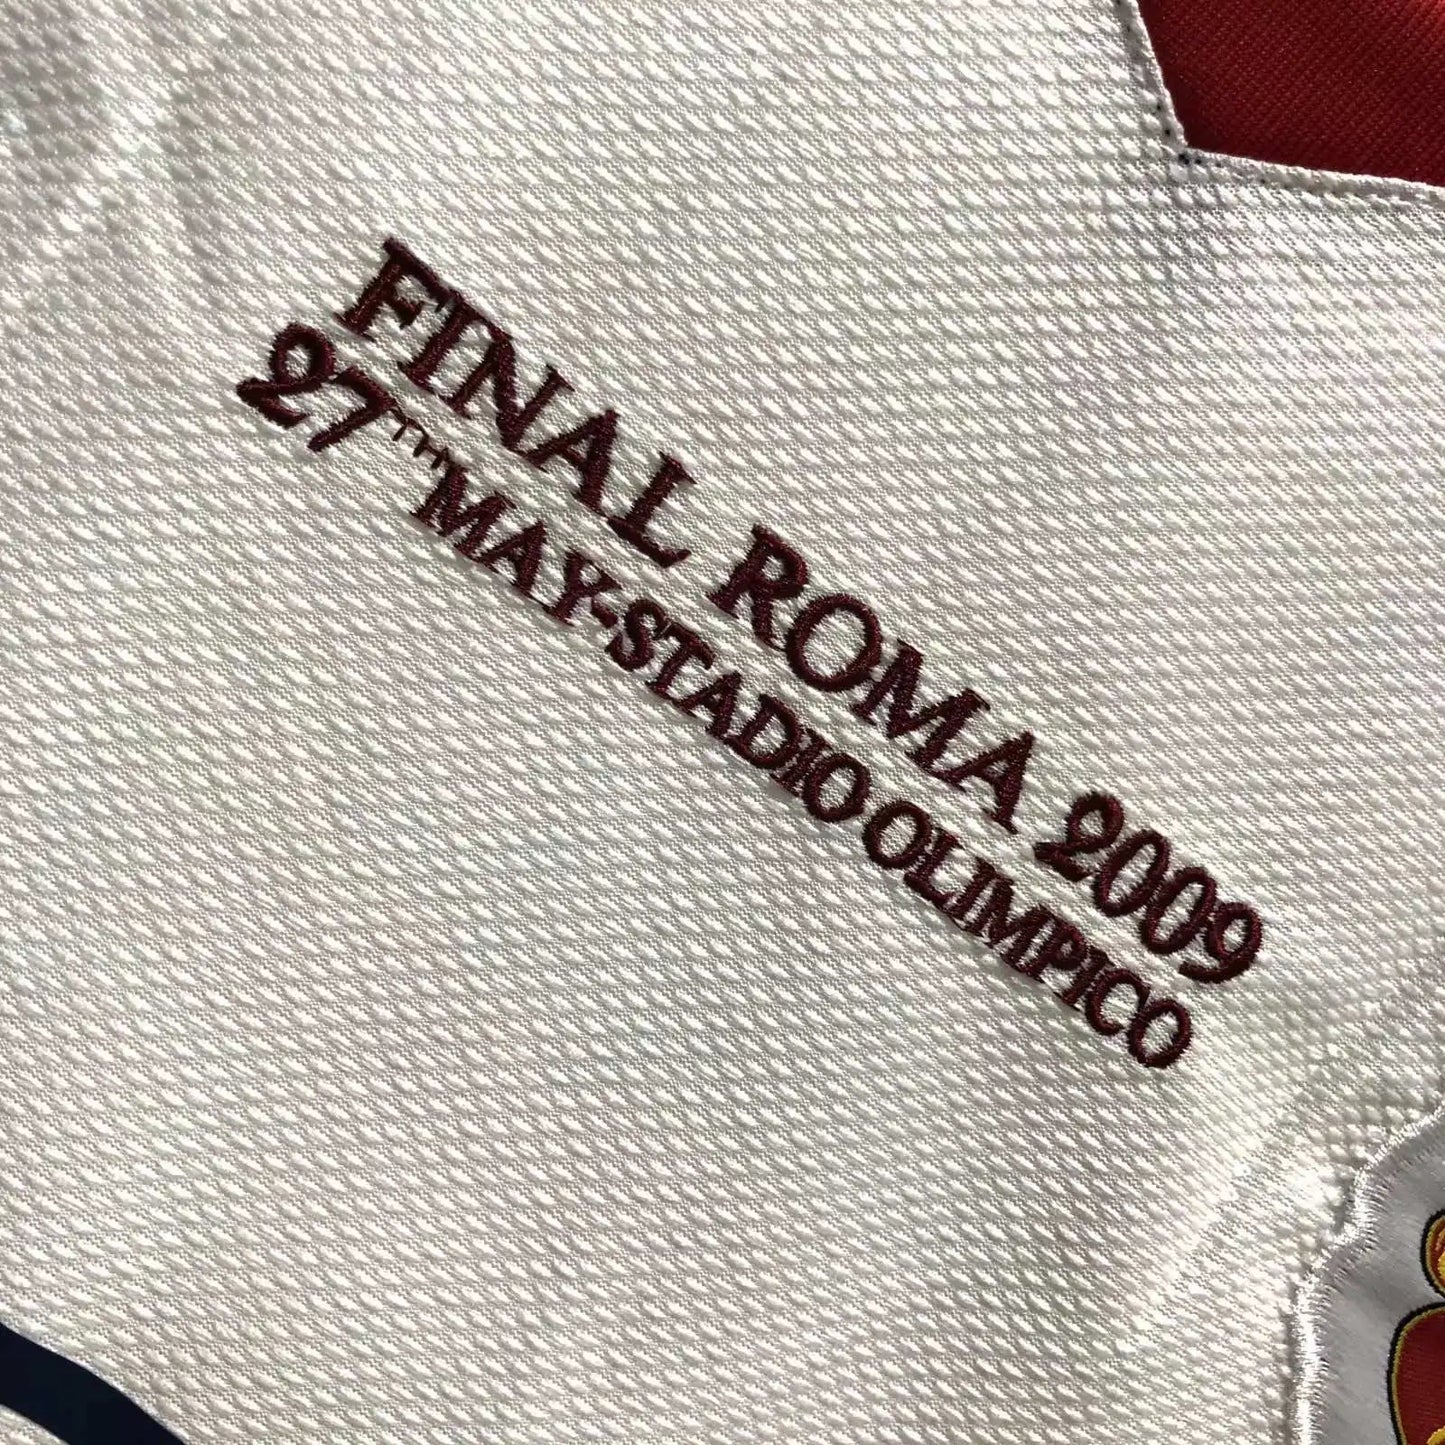 FINAL ROMA 2009
27TH MAY-STADIO OLIMPICO